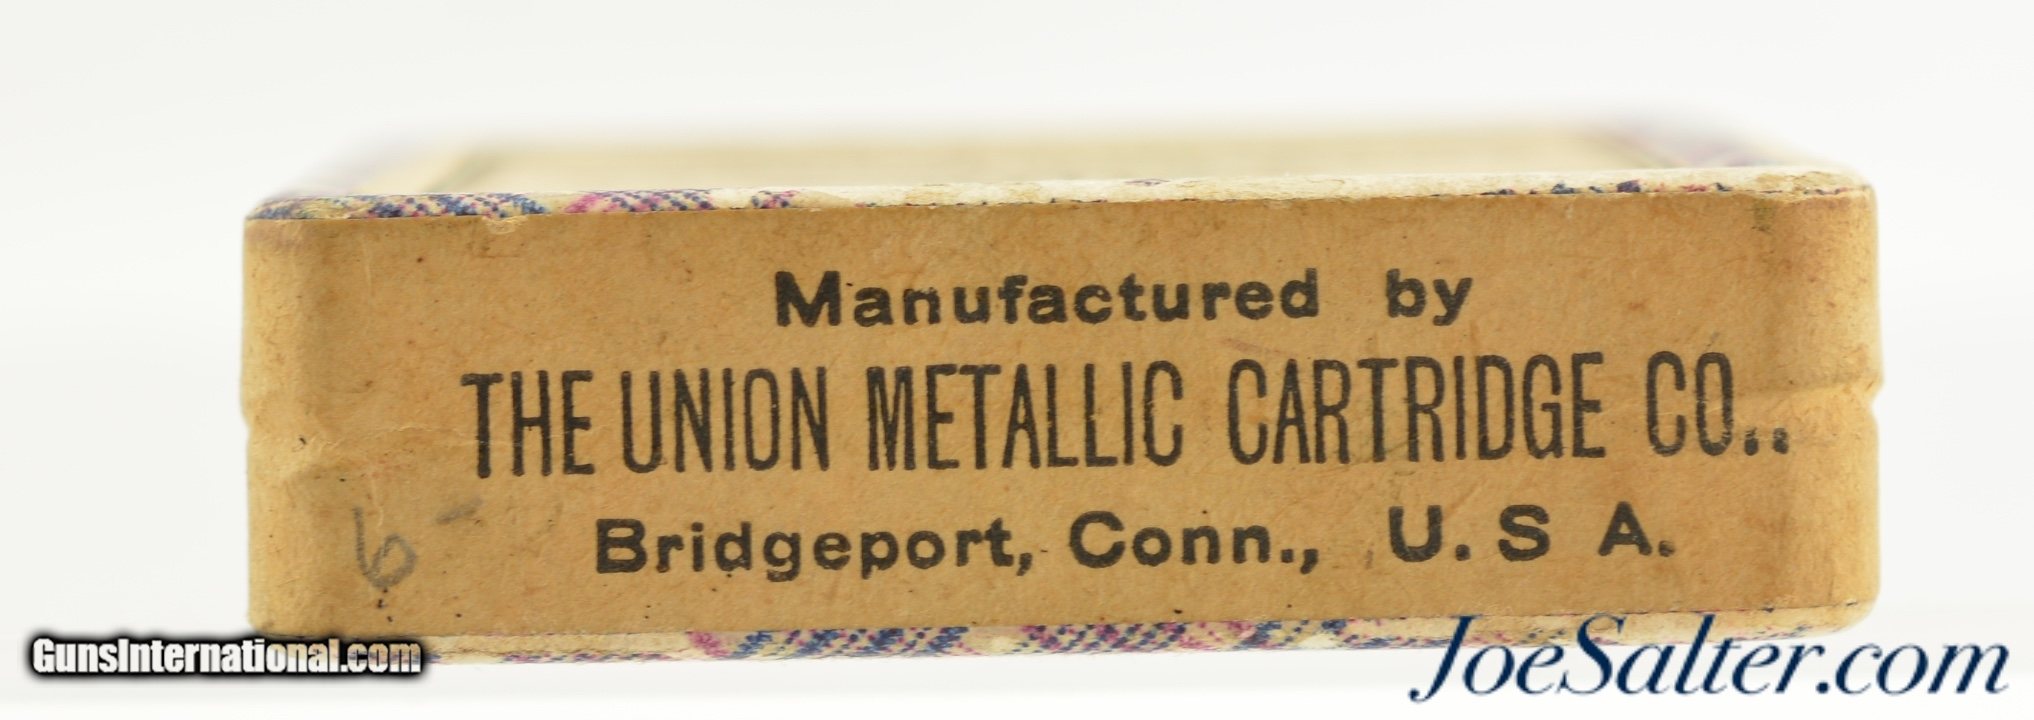 Manufactured by
THE UNION METALLIC CARTRIDGE CO..
Bridgeport, Conn., U. S A.
6 -
GunsInternational.com
JoeSalter.com